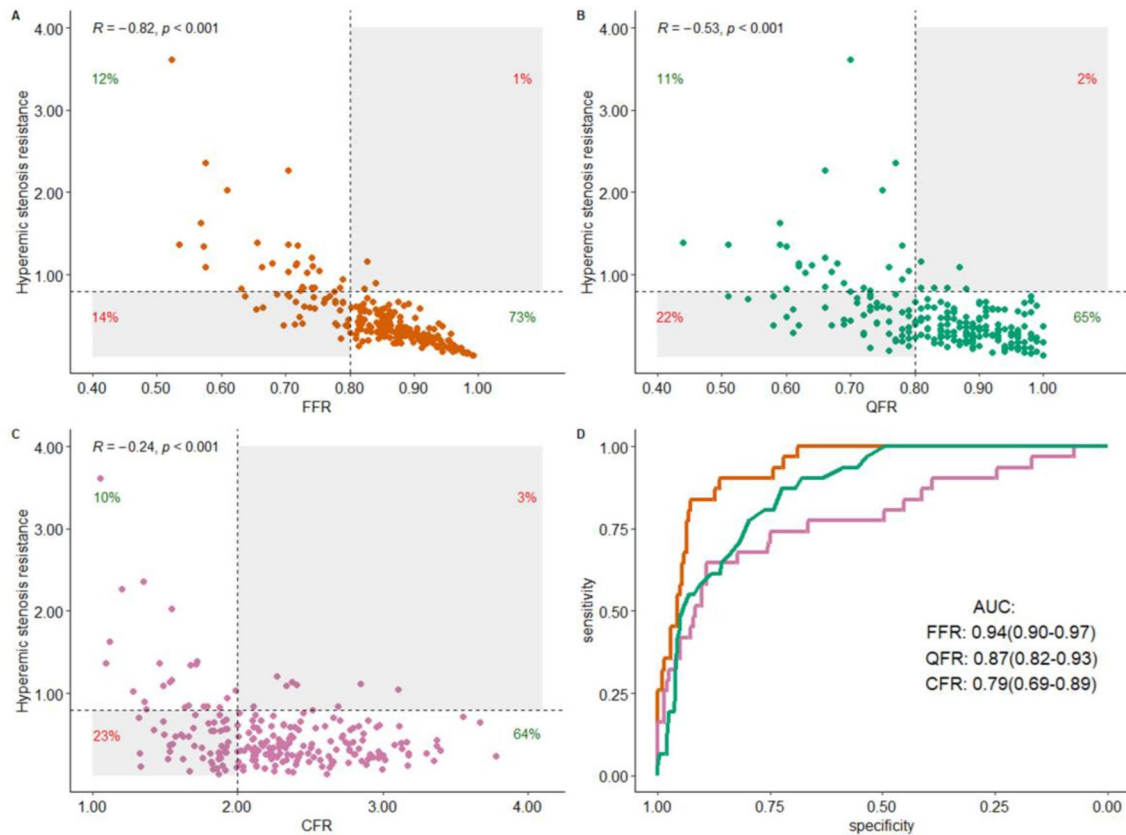 A
R = −0.82, p < 0.001
4.00
3.00
2.00
1.00
Hyperemic stenosis resistance
12%
1%
14%
73%
0.40
0.50
0.60
0.70
0.80
0.90
1.00
FFR
B
R = −0.53, p < 0.001
4.00
3.00
2.00
1.00
Hyperemic stenosis resistance
11%
2%
22%
65%
0.40
0.50
0.60
0.70
0.80
0.90
1.00
QFR
C
R = −0.24, p < 0.001
4.00
3.00
2.00
1.00
Hyperemic stenosis resistance
10%
3%
23%
64%
1.00
2.00
3.00
4.00
CFR
D
1.00
0.75
0.50
0.25
0.00
sensitivity
AUC:
FFR: 0.94(0.90-0.97)
QFR: 0.87(0.82-0.93)
CFR: 0.79(0.69-0.89)
1.00
0.75
0.50
0.25
0.00
specificity